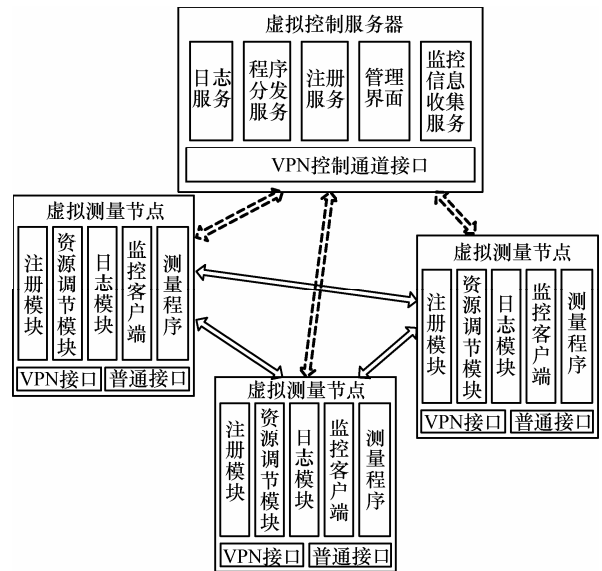 虚拟控制服务器
日志
服务
程序
分发
服务
注册
服务
管理
界面
监控
信息
收集
服务
VPN控制通道接口
虚拟测量节点
注册模块
资源调节模块
日志模块
监控客户端
测量程序
VPN接口
普通接口
虚拟测量节点
注册模块
资源调节模块
日志模块
监控客户端
测量程序
VPN接口
普通接口
虚拟测量节点
注册模块
资源调节模块
日志模块
监控客户端
测量程序
VPN接口
普通接口